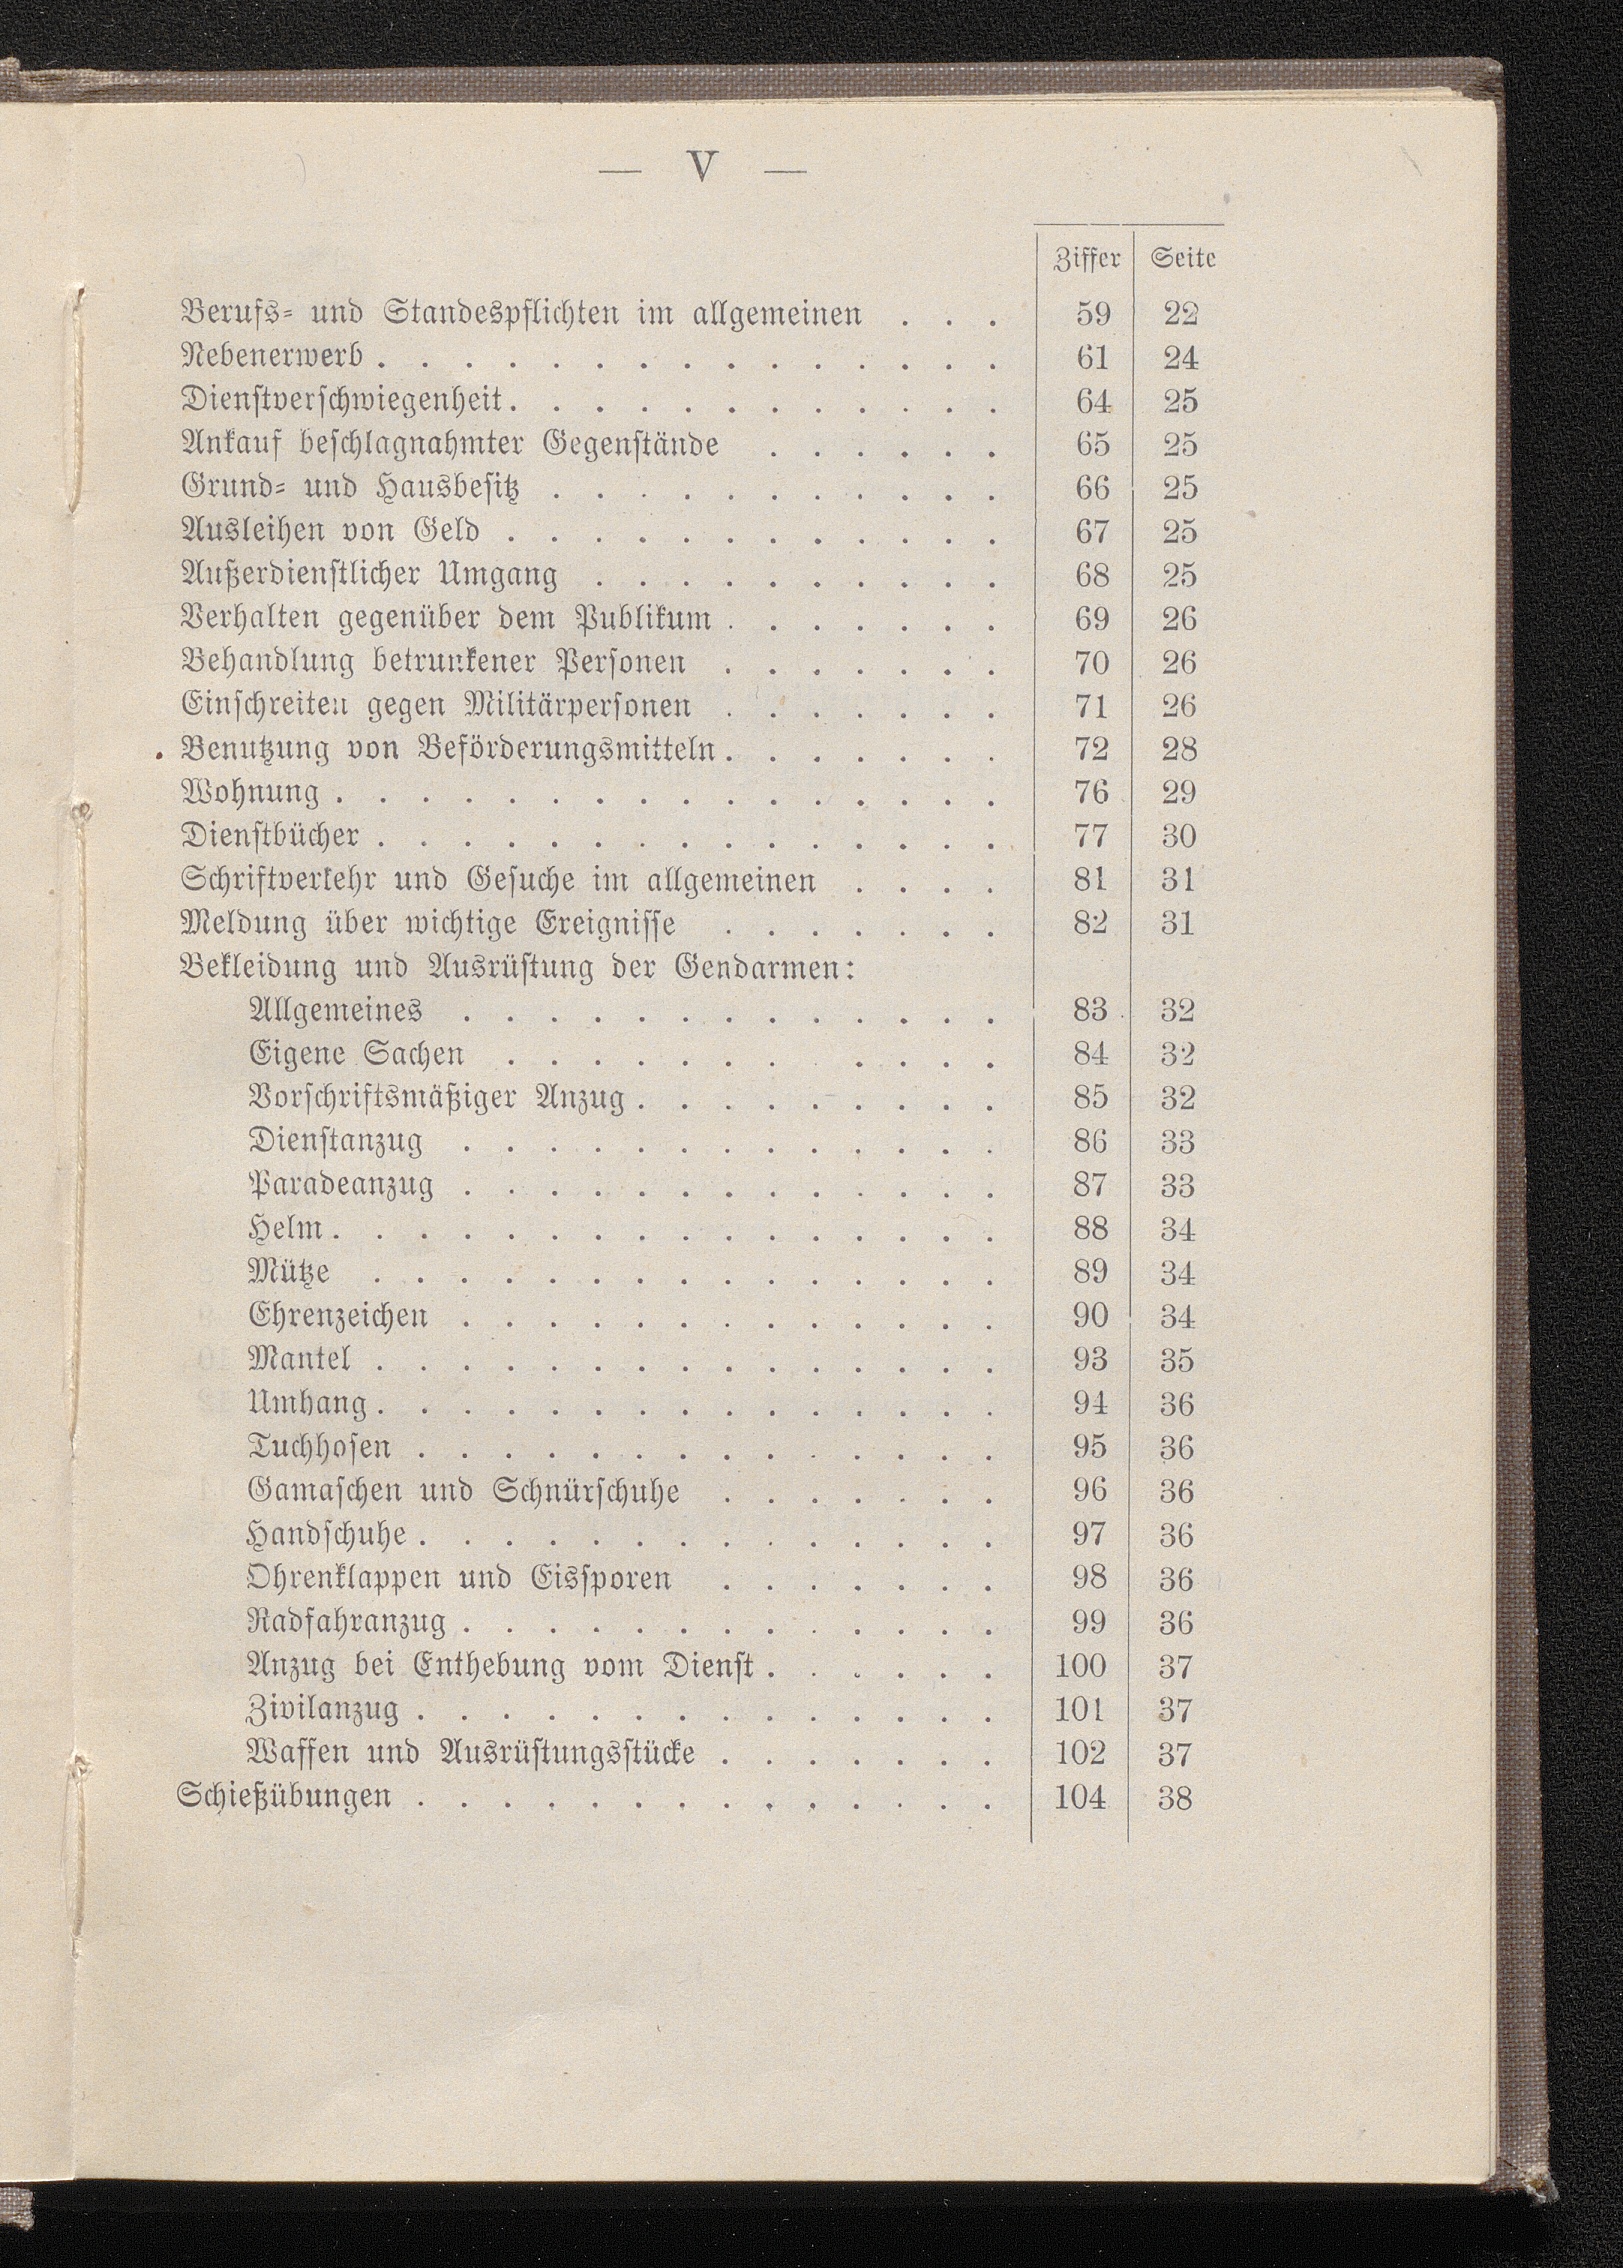 — V —
Ziffer Seite
Berufs- und Standespflichten im allgemeinen . . . 59 22
Nebenerwerb . . . . . . . . . . . . . . . 61 24
Dienstverschwiegenheit . . . . . . . . . . . . 64 25
Ankauf beschlagnahmter Gegenstände . . . . . . 65 25
Grund- und Hausbesitz . . . . . . . . . . . 66 25
Ausleihen von Geld . . . . . . . . . . . . 67 25
Außerdienstlicher Umgang . . . . . . . . . . 68 25
Verhalten gegenüber dem Publikum . . . . . . . 69 26
Behandlung betrunkener Personen . . . . . . . 70 26
Einschreiten gegen Militärpersonen . . . . . . . 71 26
Benutzung von Beförderungsmitteln . . . . . . . 72 28
Wohnung . . . . . . . . . . . . . . . . 76 29
Dienstbücher . . . . . . . . . . . . . . . 77 30
Schriftverkehr und Gesuche im allgemeinen . . . . 81 31
Meldung über wichtige Ereignisse . . . . . . . 82 31
Bekleidung und Ausrüstung der Gendarmen:
Allgemeines . . . . . . . . . . . . . 83 32
Eigene Sachen . . . . . . . . . . 84 32
Vorschriftsmäßiger Anzug . . . . . . . . . 85 32
Dienstanzug . . . . . . . . . . . . . 86 33
Paradeanzug . . . . . . . . . . . . . 87 33
Helm . . . . . . . . . . . . . . . . 88 34
Mütze . . . . . . . . . . . . . . . 89 34
Ehrenzeichen . . . . . . . . . . . . . 90 34
Mantel . . . . . . . . . . . . . . . 93 35
Umhang . . . . . . . . . . . . . . . 94 36
Tuchhosen . . . . . . . . . . . . . . 95 36
Gamaschen und Schnürschuhe . . . . . . . 96 36
Handschuhe . . . . . . . . . . . . . . 97 36
Ohrenklappen und Eissporen . . . . . . . 98 36
Radfahranzug . . . . . . . . . . . . . 99 36
Anzug bei Enthebung vom Dienst . . . . . . 100 37
Zivilanzug . . . . . . . . . . . . . . 101 37
Waffen und Ausrüstungsstücke . . . . . . . 102 37
Schießübungen . . . . . . . . . . . . . . 104 38